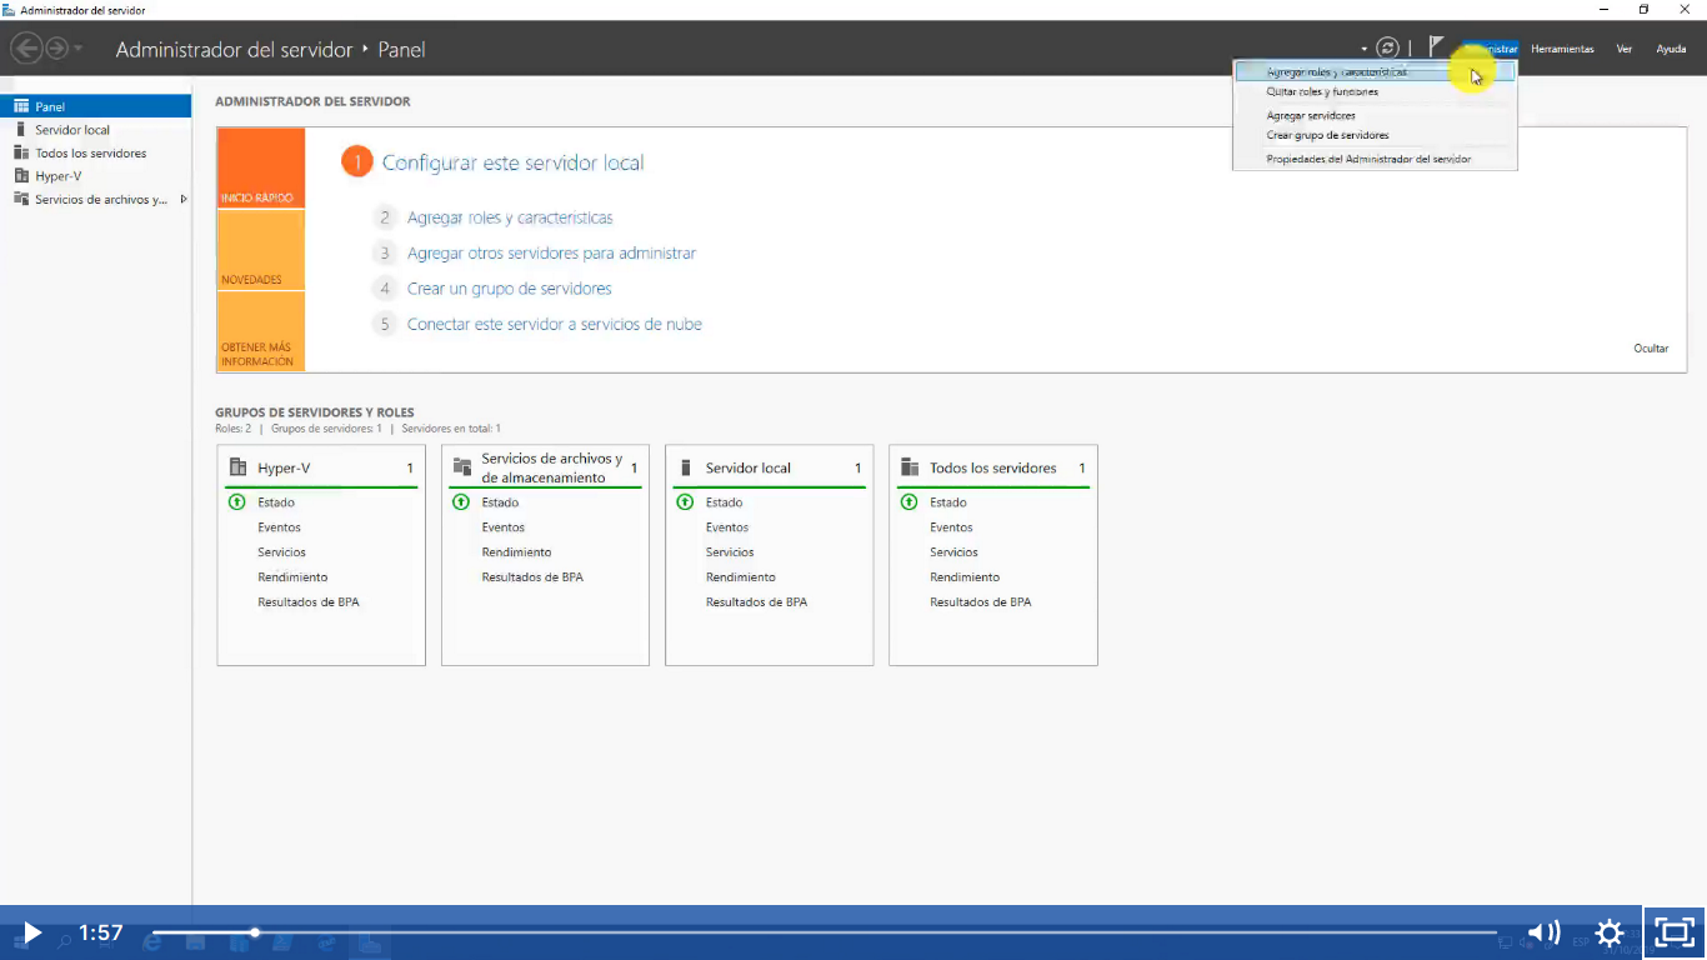 Administrador del servidor
Administrador del servidor ‣ Panel
Herramientas
Ver
Ayuda
Agregar roles y características
Quitar roles y funciones
Agregar servidores
Crear grupo de servidores
Propiedades del Administrador del servidor
Panel
Servidor local
Todos los servidores
Hyper-V
Servicios de archivos y...
ADMINISTRADOR DEL SERVIDOR
INICIO RÁPIDO
NOVEDADES
OBTENER MÁS
INFORMACIÓN
1 Configurar este servidor local
2 Agregar roles y características
3 Agregar otros servidores para administrar
4 Crear un grupo de servidores
5 Conectar este servidor a servicios de nube
Ocultar
GRUPOS DE SERVIDORES Y ROLES
Roles: 2 | Grupos de servidores: 1 | Servidores en total: 1
Hyper-V 1
Estado
Eventos
Servicios
Rendimiento
Resultados de BPA
Servicios de archivos y
de almacenamiento 1
Estado
Eventos
Rendimiento
Resultados de BPA
Servidor local 1
Estado
Eventos
Servicios
Rendimiento
Resultados de BPA
Todos los servidores 1
Estado
Eventos
Servicios
Rendimiento
Resultados de BPA
1:57
ESP